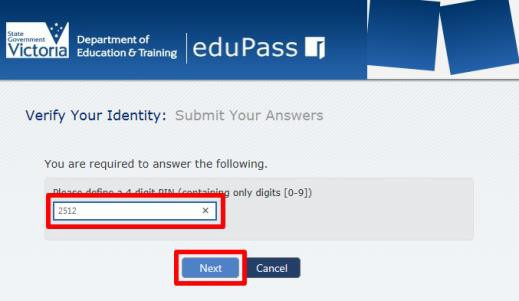 State
Government
Victoria
Department of
Education & Training
eduPass
Verify Your Identity: Submit Your Answers
You are required to answer the following.
Please define a 4 digit PIN (containing only digits [0-9])
2512
×
Next
Cancel